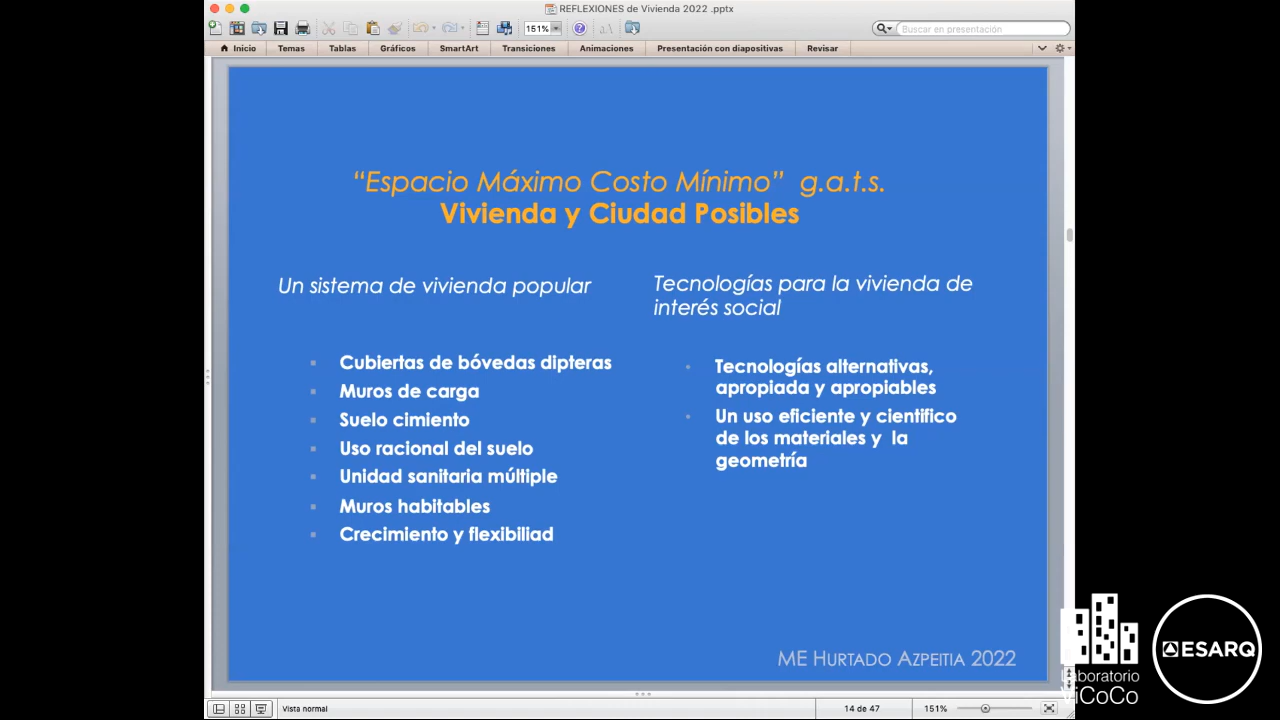 REFLEXIONES de Vivienda 2022 .pptx
151%
Buscar en presentación
Inicio Temas Tablas Gráficos SmartArt Transiciones Animaciones Presentación con diapositivas Revisar
“Espacio Máximo Costo Mínimo” g.a.t.s.
Vivienda y Ciudad Posibles
Un sistema de vivienda popular
Cubiertas de bóvedas dipteras
Muros de carga
Suelo cimiento
Uso racional del suelo
Unidad sanitaria múltiple
Muros habitables
Crecimiento y flexibiliad
Tecnologías para la vivienda de
interés social
Tecnologías alternativas,
apropiada y apropiables
Un uso eficiente y cientifico
de los materiales y la
geometría
ME HURTADO AZPEITIA 2022
Laboratorio
ViCoCo
ESARQ
Vista normal 14 de 47 151%